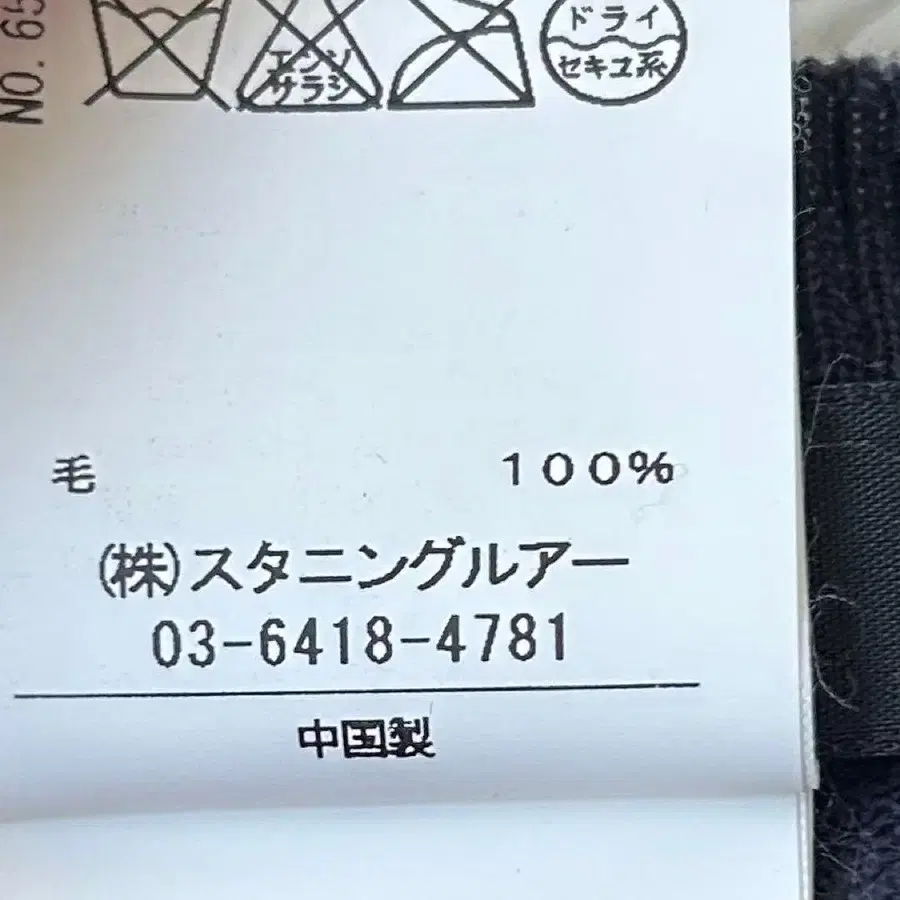 NO. 65
エンソ
サラシ
ドライ
セキユ系
毛 100%
(株)スタニングルアー
03-6418-4781
中国製